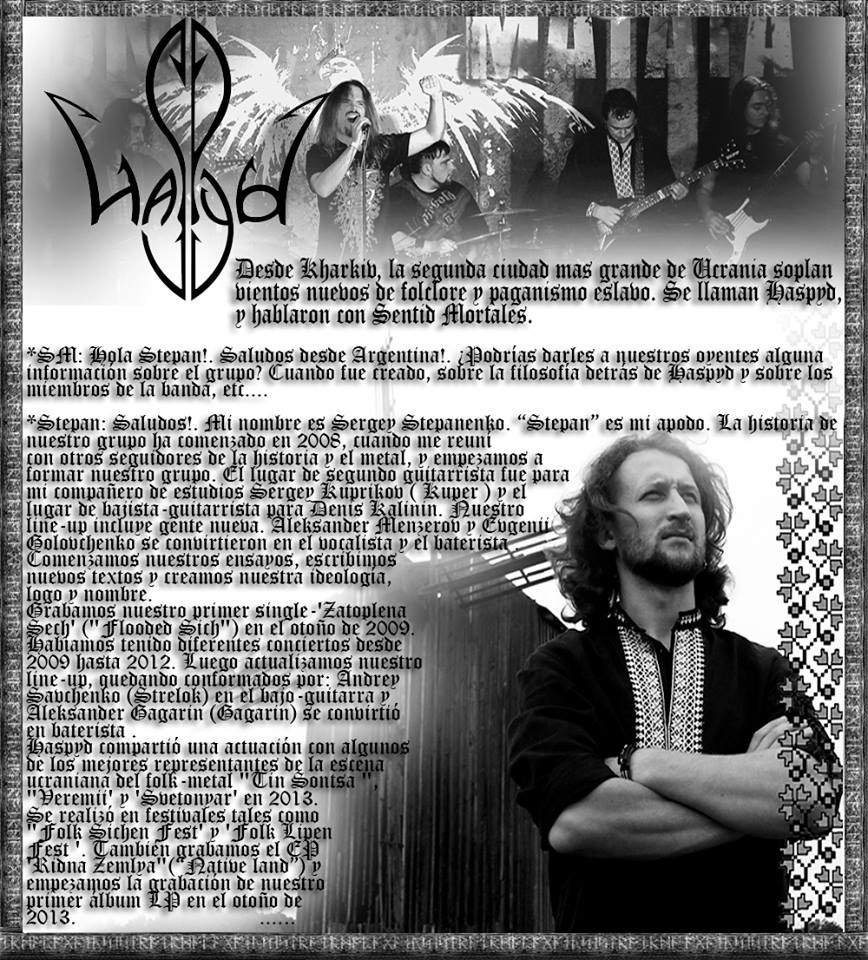 MATARRA
Haspyd
Desde Kharkiv, la segunda ciudad mas grande de Ucrania soplan
vientos nuevos de folclore y paganismo eslavo. Se llaman Haspyd,
y hablaron con Sentid Mortales.
*SM: Hola Stepan!. Saludos desde Argentina!. ¿Podrías darles a nuestros oyentes alguna
información sobre el grupo? Cuando fue creado, sobre la filosofía detrás de Haspyd y sobre los
miembros de la banda, etc....
*Stepan: Saludos!. Mi nombre es Sergey Stepanenko. “Stepan” es mi apodo. La historia de
nuestro grupo ha comenzado en 2008, cuando me reuní
con otros seguidores de la historia y el metal, y empezamos a
formar nuestro grupo. El lugar de segundo guitarrista fue para
mi compañero de estudios Sergey Kuprikov ( Kuper ) y el
lugar de bajista-guitarrista para Denis Kalinin. Nuestro
line-up incluye gente nueva. Aleksander Menzerov y Evgenii
Golovchenko se convirtieron en el vocalista y el baterista
Comenzamos nuestros ensayos, escribimos
nuevos textos y creamos nuestra ideología,
logo y nombre.
Grabamos nuestro primer single-'Zatoplena
Sech' ("Flooded Sich") en el otoño de 2009.
Habíamos tenido diferentes conciertos desde
2009 hasta 2012. Luego actualizamos nuestro
line-up, quedando conformados por: Andrey
Savchenko (Strelok) en el bajo-guitarra y
Aleksander Gagarin (Gagarin) se convirtió
en baterista .
Haspyd compartió una actuación con algunos
de los mejores representantes de la escena
ucraniana del folk-metal "Tin Sontsa ",
"Veremii' y 'Svetonyar' en 2013.
Se realizó en festivales tales como
"Folk Sichen Fest' y 'Folk Lipen
Fest '. También grabamos el EP
'Ridna Zemlya"(“Native land”) y
empezamos la grabación de nuestro
primer álbum LP en el otoño de
2013. ......